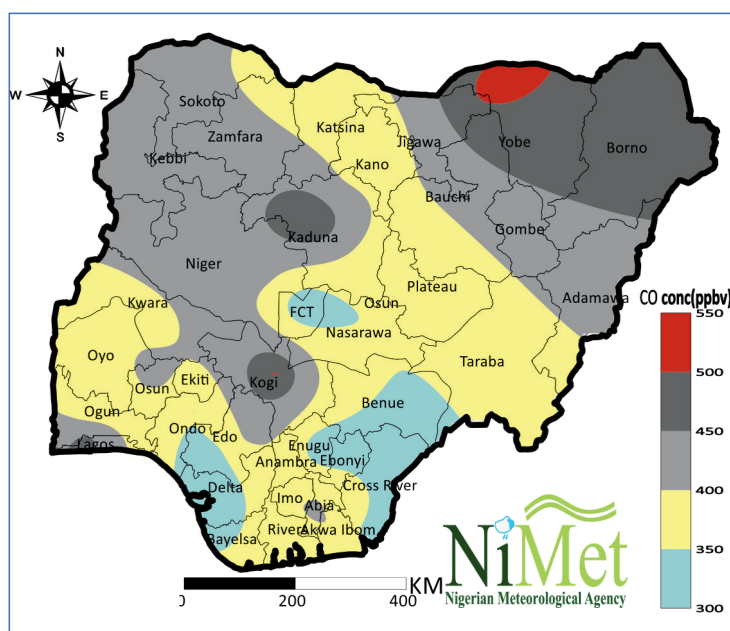 N
W E
S
Sokoto
Zamfara
Kebbi
Katsina
Kano
Jigawa
Yobe
Borno
Bauchi
Kaduna
Gombe
Niger
Plateau
Adamawa
CO conc(ppbv)
Kwara
FCT
Osun
Nasarawa
Taraba
Oyo
Osun
Ekiti
Kogi
Benue
Ogun
Ondo
Edo
Lagos
Enugu
Ebonyi
Anambra
Cross River
Delta
Imo
Abia
Bayelsa
Rivers
Akwa Ibom
550
500
450
400
350
300
NiMet
Nigerian Meteorological Agency
KM
0 200 400